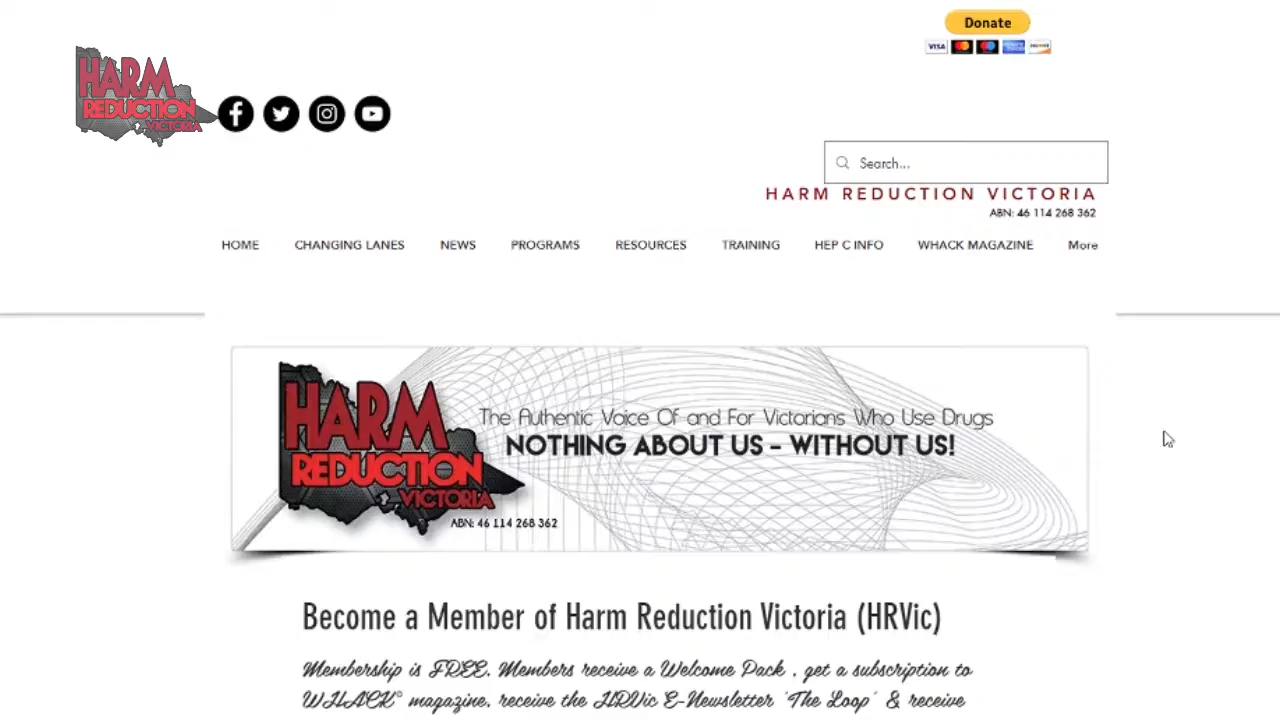 Donate
VISA
HARM
REDUCTION
VICTORIA
Search...
HARM REDUCTION VICTORIA
ABN: 46 114 268 362
HOME CHANGING LANES NEWS PROGRAMS RESOURCES TRAINING HEP C INFO WHACK MAGAZINE More
The Authentic Voice Of and For Victorians Who Use Drugs
NOTHING ABOUT US – WITHOUT US!
HARM
REDUCTION
VICTORIA
ABN: 46 114 268 362
Become a Member of Harm Reduction Victoria (HRVic)
Membership is FREE. Members receive a Welcome Pack , get a subscription to
WHACK© magazine, receive the HRVic E-Newsletter 'The Loop' & receive